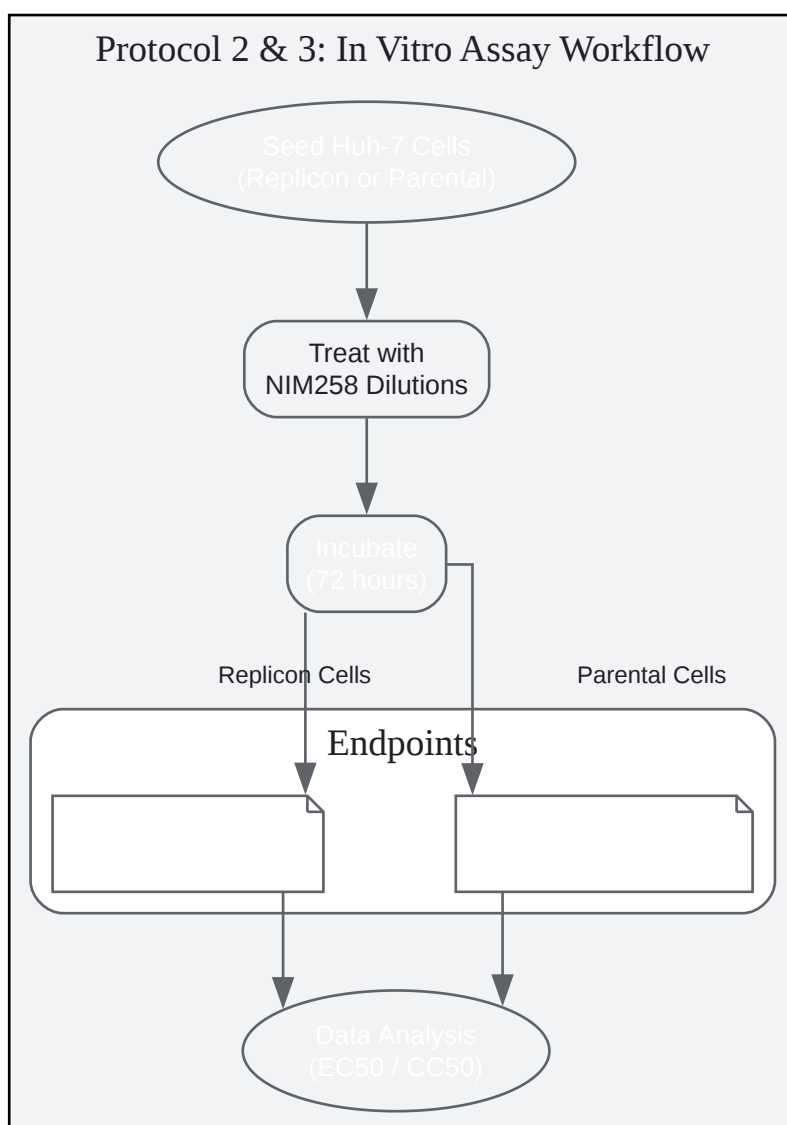 Protocol 2 & 3: In Vitro Assay Workflow
Seed Huh-7 Cells
(Replicon or Parental)
Treat with
NIM258 Dilutions
Incubate
(72 hours)
Replicon Cells
Parental Cells
Endpoints
Data Analysis
(EC50 / CC50)